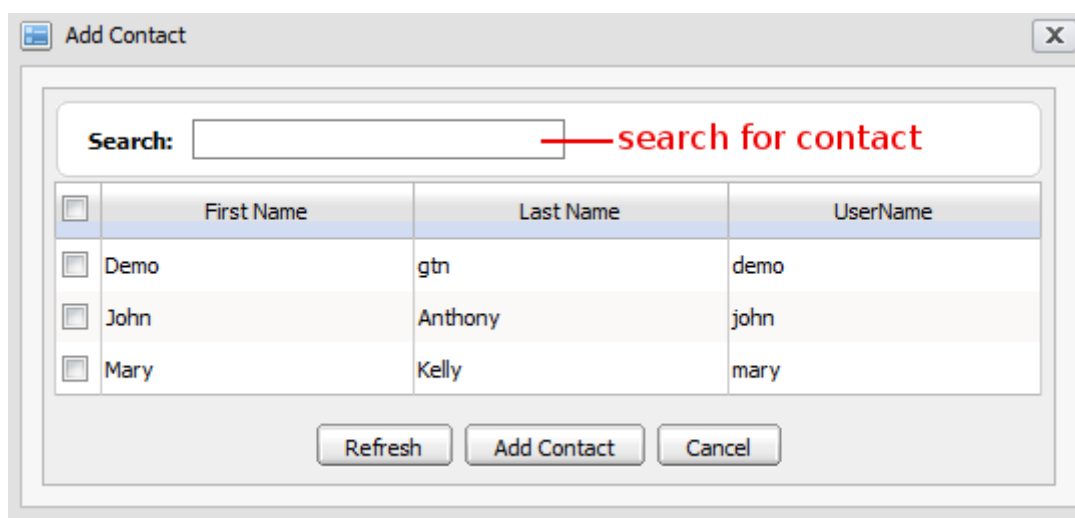 Add Contact
Search: search for contact
First Name Last Name UserName
Demo gtn demo
John Anthony john
Mary Kelly mary
Refresh Add Contact Cancel